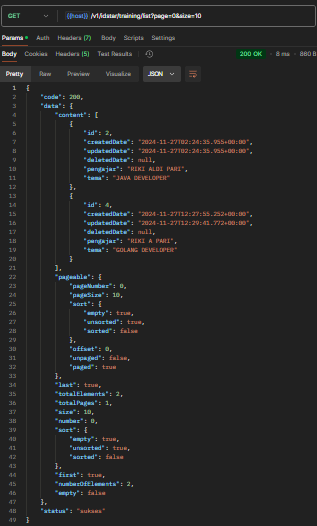 GET {{host}} /v1/idstar/training/list?page=0&size=10
Params Auth Headers (7) Body Scripts Settings
Body Cookies Headers (5) Test Results 200 OK 8 ms 860 B
Pretty Raw Preview Visualize JSON
1 {
2 "code": 200,
3 "data": {
4 "content": [
5 {
6 "id": 2,
7 "createdDate": "2024-11-27T02:24:35.955+00:00",
8 "updatedDate": "2024-11-27T02:24:35.955+00:00",
9 "deletedDate": null,
10 "pengajar": "RIKI ALDI PARI",
11 "tema": "JAVA DEVELOPER"
12 },
13 {
14 "id": 4,
15 "createdDate": "2024-11-27T12:27:55.252+00:00",
16 "updatedDate": "2024-11-27T12:29:41.772+00:00",
17 "deletedDate": null,
18 "pengajar": "RIKI A PARI",
19 "tema": "GOLANG DEVELOPER"
20 }
21 ],
22 "pageable": {
23 "pageNumber": 0,
24 "pageSize": 10,
25 "sort": {
26 "empty": true,
27 "unsorted": true,
28 "sorted": false
29 },
30 "offset": 0,
31 "unpaged": false,
32 "paged": true
33 },
34 "last": true,
35 "totalElements": 2,
36 "totalPages": 1,
37 "size": 10,
38 "number": 0,
39 "sort": {
40 "empty": true,
41 "unsorted": true,
42 "sorted": false
43 },
44 "first": true,
45 "numberOfElements": 2,
46 "empty": false
47 },
48 "status": "sukses"
49 }